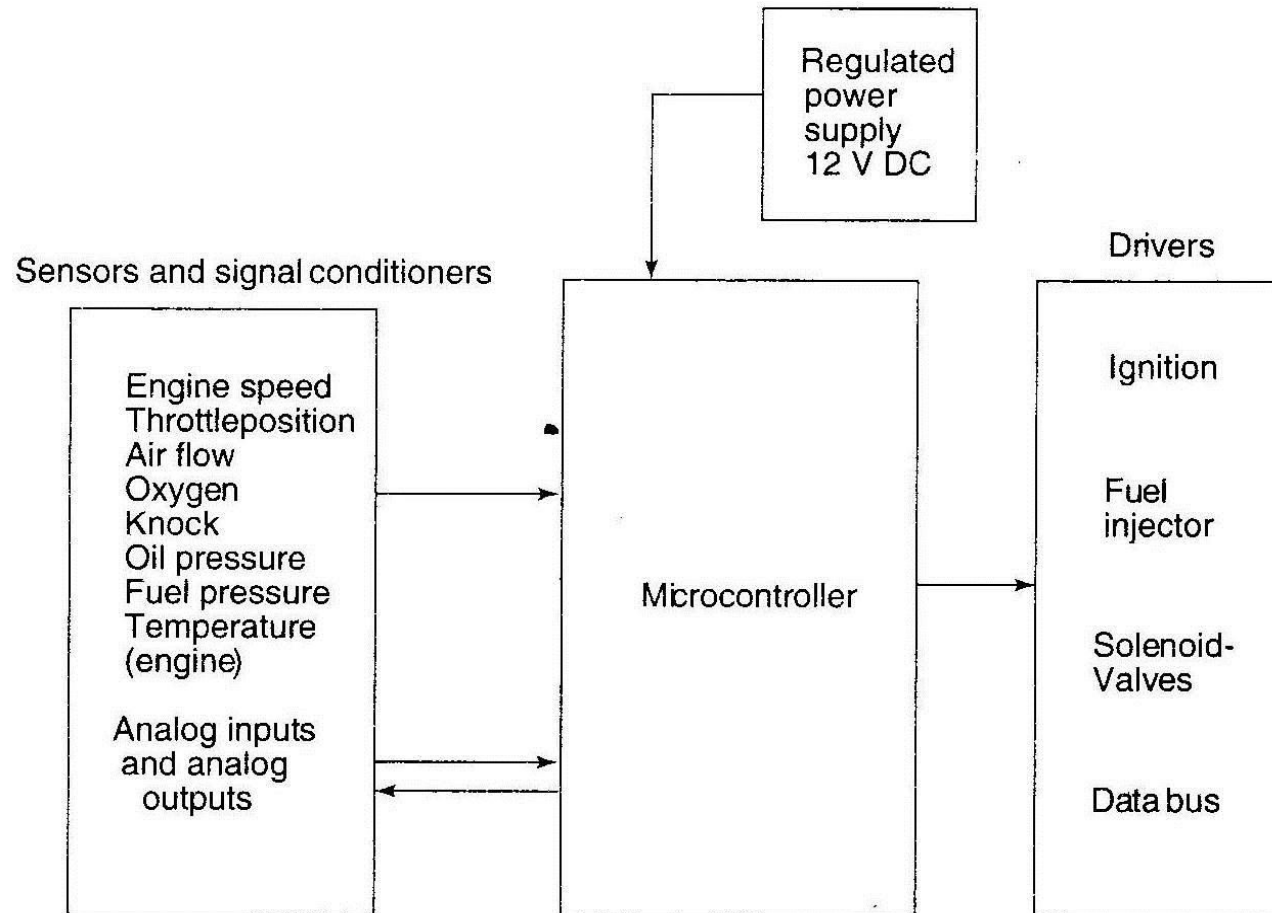 Regulated
power
supply
12 V DC
Sensors and signal conditioners
Engine speed
Throttleposition
Air flow
Oxygen
Knock
Oil pressure
Fuel pressure
Temperature
(engine)
Analog inputs
and analog
outputs
Microcontroller
Drivers
Ignition
Fuel
injector
Solenoid-
Valves
Data bus